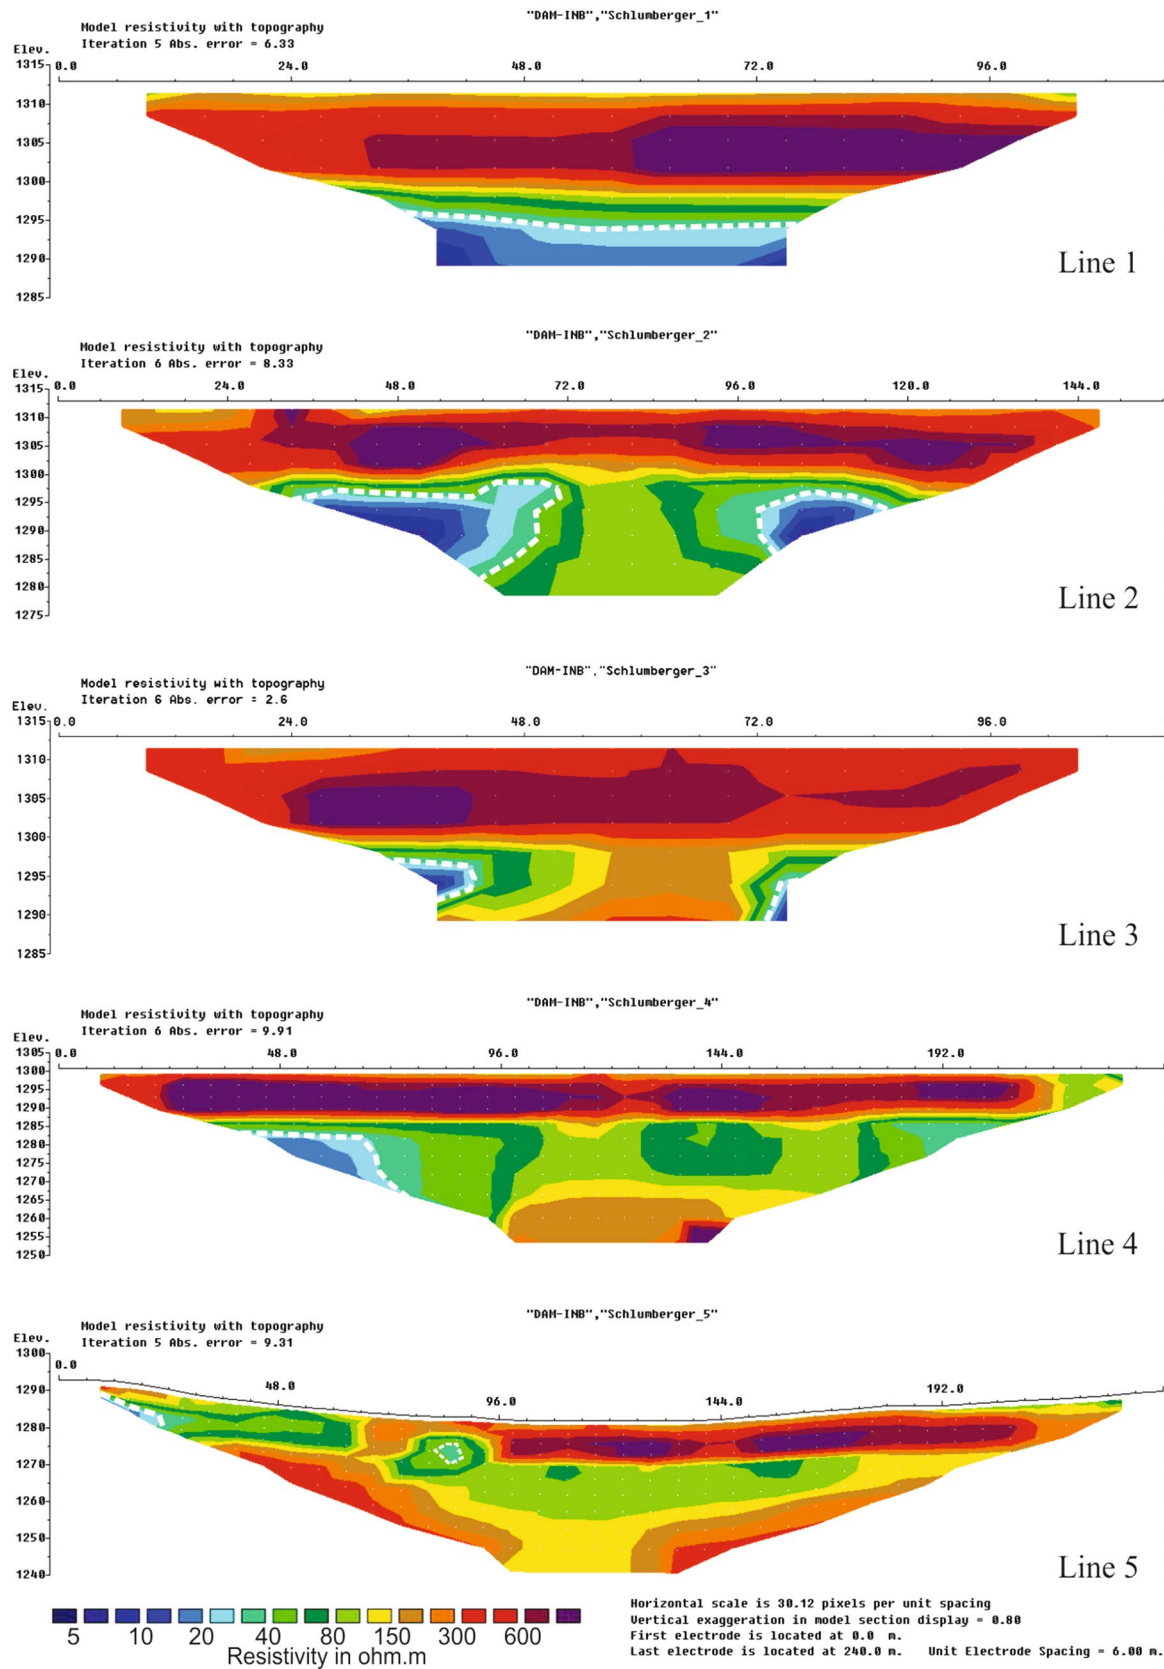 "DAM-INB","Schlumberger_1"
Model resistivity with topography
Iteration 5 Abs. error = 6.33
Elev.
0.0 24.0 48.0 72.0 96.0
1315
1310
1305
1300
1295
1290
1285
Line 1
"DAM-INB","Schlumberger_2"
Model resistivity with topography
Iteration 6 Abs. error = 8.33
Elev.
0.0 24.0 48.0 72.0 96.0 120.0 144.0
1315
1310
1305
1300
1295
1290
1285
1280
1275
Line 2
"DAM-INB","Schlumberger_3"
Model resistivity with topography
Iteration 6 Abs. error = 2.6
Elev.
0.0 24.0 48.0 72.0 96.0
1315
1310
1305
1300
1295
1290
1285
Line 3
"DAM-INB","Schlumberger_4"
Model resistivity with topography
Iteration 6 Abs. error = 9.91
Elev.
0.0 48.0 96.0 144.0 192.0
1305
1300
1295
1290
1285
1280
1275
1270
1265
1260
1255
1250
Line 4
"DAM-INB","Schlumberger_5"
Model resistivity with topography
Iteration 5 Abs. error = 9.31
Elev.
0.0 48.0 96.0 144.0 192.0
1300
1290
1280
1270
1260
1250
1240
Line 5
5 10 20 40 80 150 300 600
Resistivity in ohm.m
Horizontal scale is 30.12 pixels per unit spacing
Vertical exaggeration in model section display = 0.80
First electrode is located at 0.0 m.
Last electrode is located at 240.0 m. Unit Electrode Spacing = 6.00 m.